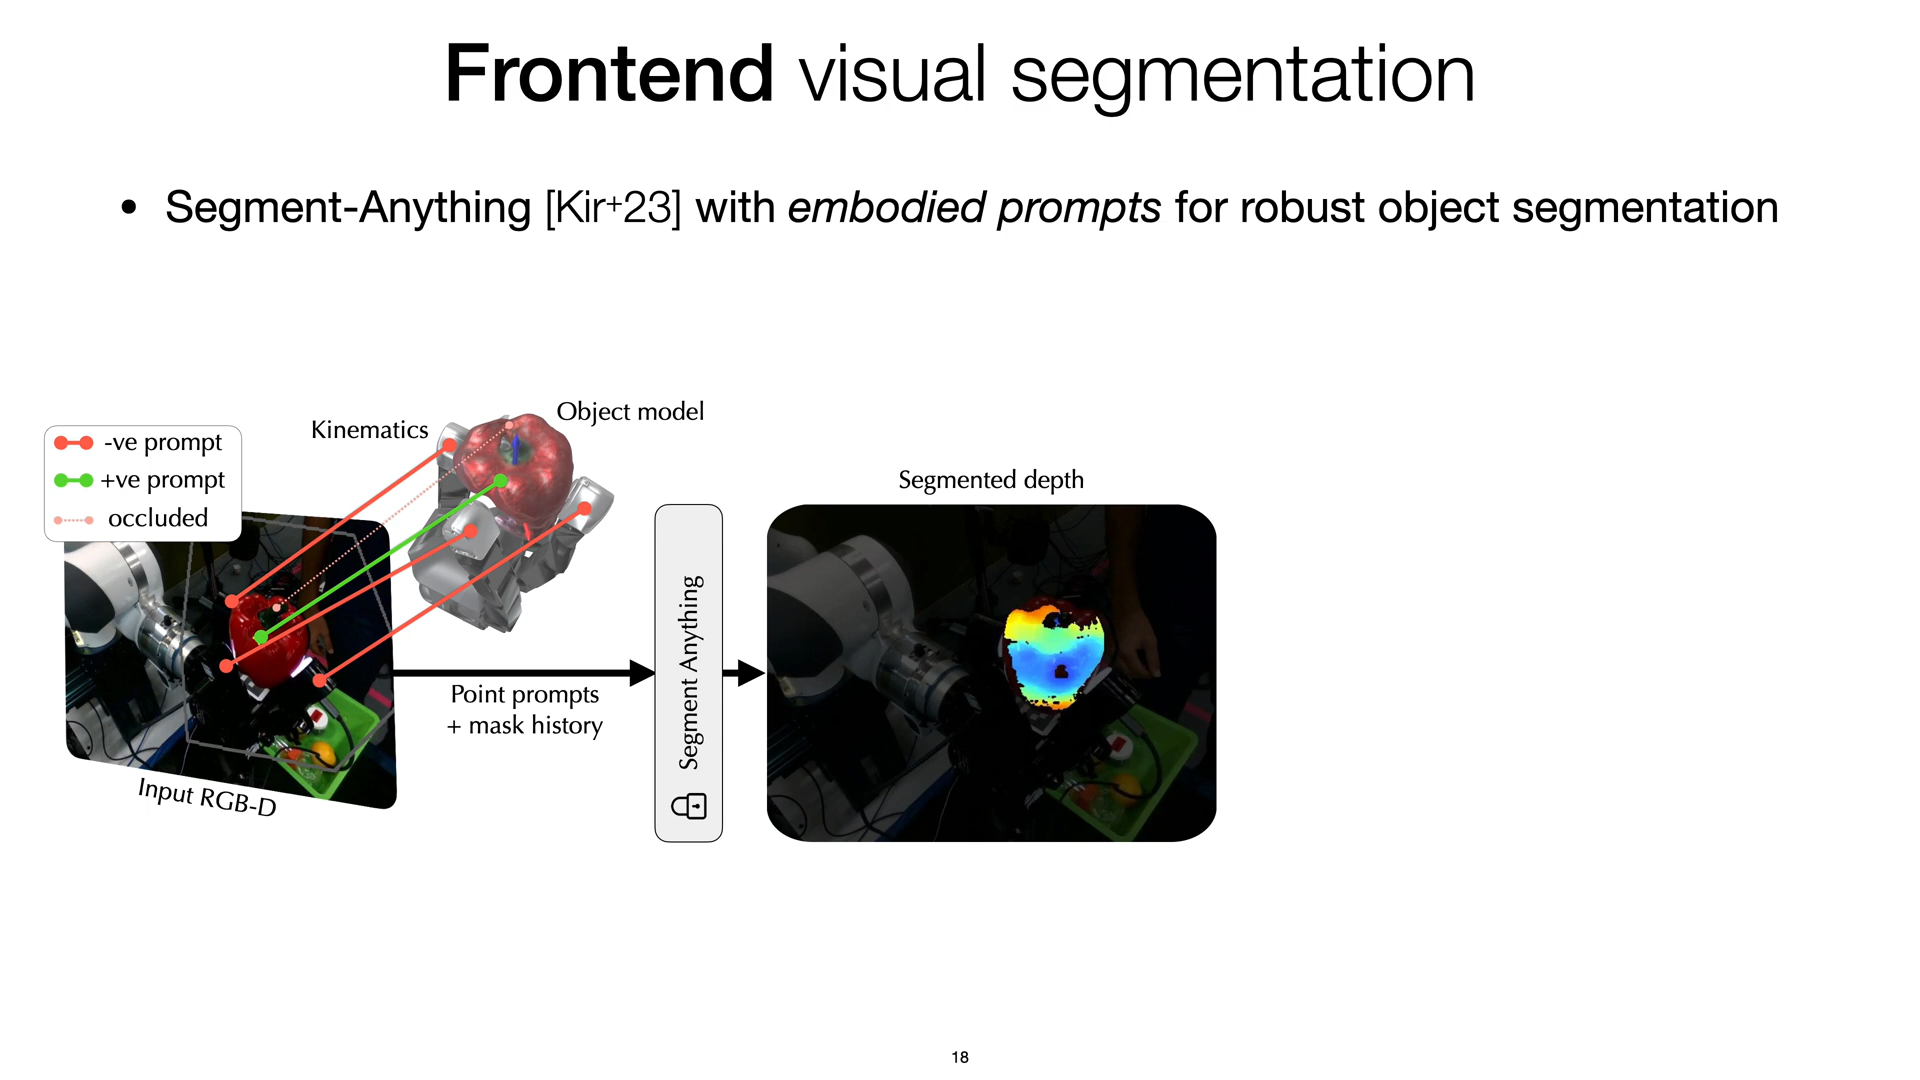 Frontend visual segmentation
• Segment-Anything [Kir+23] with embodied prompts for robust object segmentation
-ve prompt
+ve prompt
occluded
Kinematics
Object model
Input RGB-D
Point prompts
+ mask history
Segment Anything
Segmented depth
18